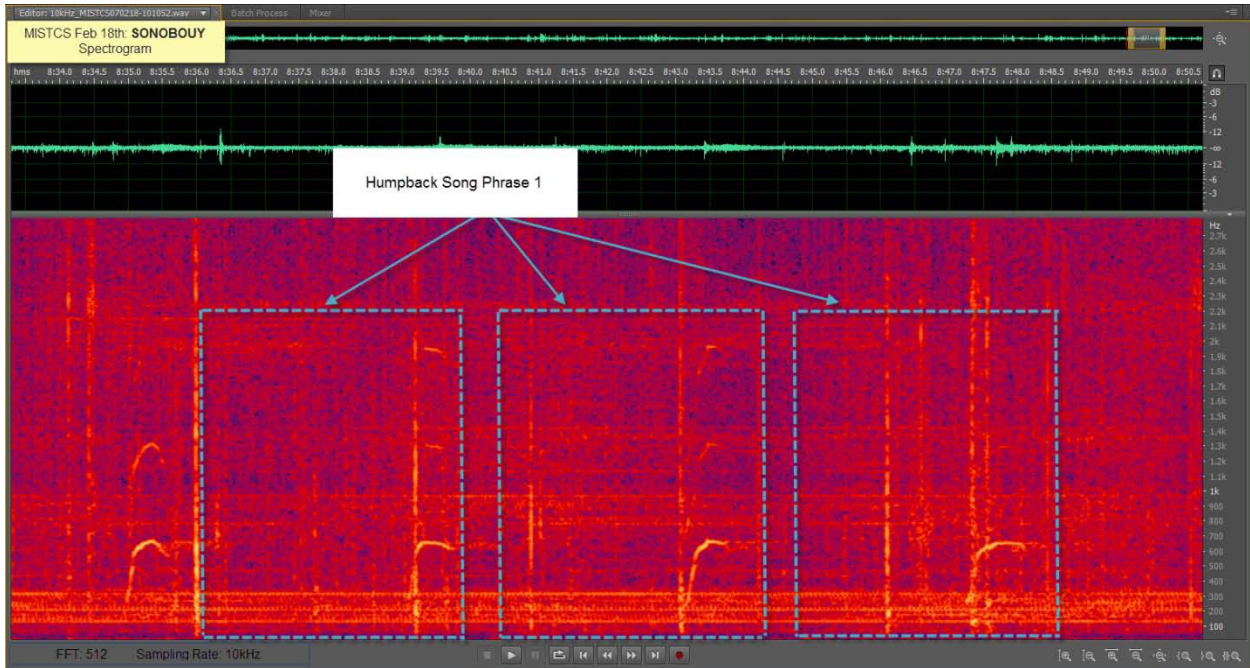 Editor: 10kHz_MISTCS070218-101052.wav Batch Process Mixer
MISTCS Feb 18th: SONOBOUY
Spectrogram
hms 8:34.0 8:34.5 8:35.0 8:35.5 8:36.0 8:36.5 8:37.0 8:37.5 8:38.0 8:38.5 8:39.0 8:39.5 8:40.0 8:40.5 8:41.0 8:41.5 8:42.0 8:42.5 8:43.0 8:43.5 8:44.0 8:44.5 8:45.0 8:45.5 8:46.0 8:46.5 8:47.0 8:47.5 8:48.0 8:48.5 8:49.0 8:49.5 8:50.0 8:50.5
dB
-3
-6
-12
-∞
-12
-6
-3
Humpback Song Phrase 1
Hz
2.7k
2.6k
2.5k
2.4k
2.3k
2.2k
2.1k
2k
1.9k
1.8k
1.7k
1.6k
1.5k
1.4k
1.3k
1.2k
1.1k
1k
900
800
700
600
500
400
300
200
100
FFT: 512 Sampling Rate: 10kHz